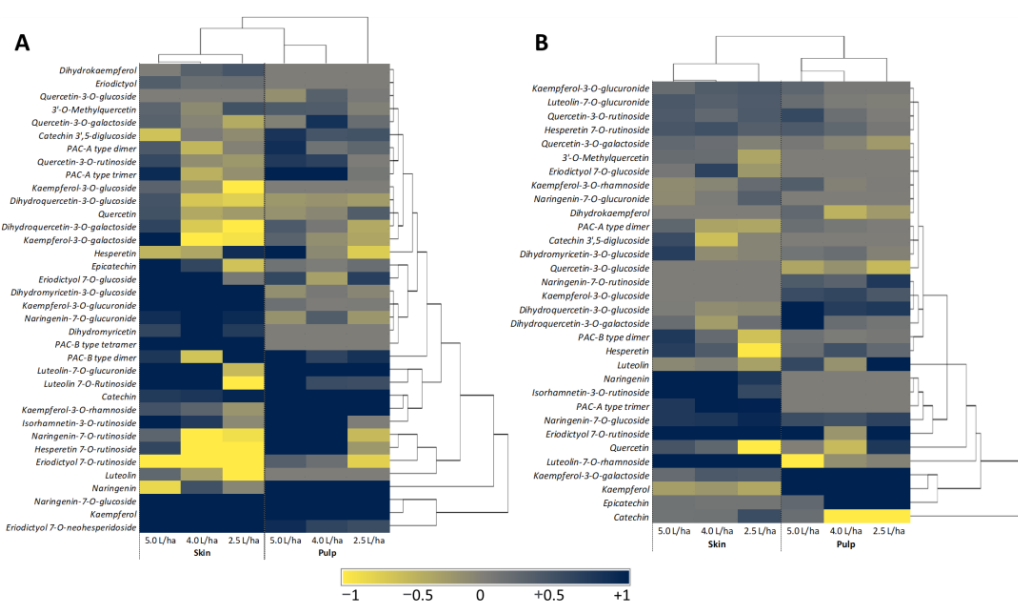 A
Dihydrokaempferol
Eriodictyol
Quercetin-3-O-glucoside
3'-O-Methylquercetin
Quercetin-3-O-galactoside
Catechin 3',5-diglucoside
PAC-A type dimer
Quercetin-3-O-rutinoside
PAC-A type trimer
Kaempferol-3-O-glucoside
Dihydroquercetin-3-O-glucoside
Quercetin
Dihydroquercetin-3-O-galactoside
Kaempferol-3-O-galactoside
Hesperetin
Epicatechin
Eriodictyol 7-O-glucoside
Dihydromyricetin-3-O-glucoside
Kaempferol-3-O-glucuronide
Naringenin-7-O-glucuronide
Dihydromyricetin
PAC-B type tetramer
PAC-B type dimer
Luteolin-7-O-glucuronide
Luteolin 7-O-Rutinoside
Catechin
Kaempferol-3-O-rhamnoside
Isorhamnetin-3-O-rutinoside
Naringenin-7-O-rutinoside
Hesperetin 7-O-rutinoside
Eriodictyol 7-O-rutinoside
Luteolin
Naringenin
Naringenin-7-O-glucoside
Kaempferol
Eriodictyol 7-O-neohesperidoside
5.0 L/ha 4.0 L/ha 2.5 L/ha 5.0 L/ha 4.0 L/ha 2.5 L/ha
Skin Pulp
B
Kaempferol-3-O-glucuronide
Luteolin-7-O-glucuronide
Quercetin-3-O-rutinoside
Hesperetin 7-O-rutinoside
Quercetin-3-O-galactoside
3'-O-Methylquercetin
Eriodictyol 7-O-glucoside
Kaempferol-3-O-rhamnoside
Naringenin-7-O-glucuronide
Dihydrokaempferol
PAC-A type dimer
Catechin 3',5-diglucoside
Dihydromyricetin-3-O-glucoside
Quercetin-3-O-glucoside
Naringenin-7-O-rutinoside
Kaempferol-3-O-glucoside
Dihydroquercetin-3-O-glucoside
Dihydroquercetin-3-O-galactoside
PAC-B type dimer
Hesperetin
Luteolin
Naringenin
Isorhamnetin-3-O-rutinoside
PAC-A type trimer
Naringenin-7-O-glucoside
Eriodictyol 7-O-rutinoside
Quercetin
Luteolin-7-O-rhamnoside
Kaempferol-3-O-galactoside
Kaempferol
Epicatechin
Catechin
5.0 L/ha 4.0 L/ha 2.5 L/ha 5.0 L/ha 4.0 L/ha 2.5 L/ha
Skin Pulp
−1 −0.5 0 +0.5 +1